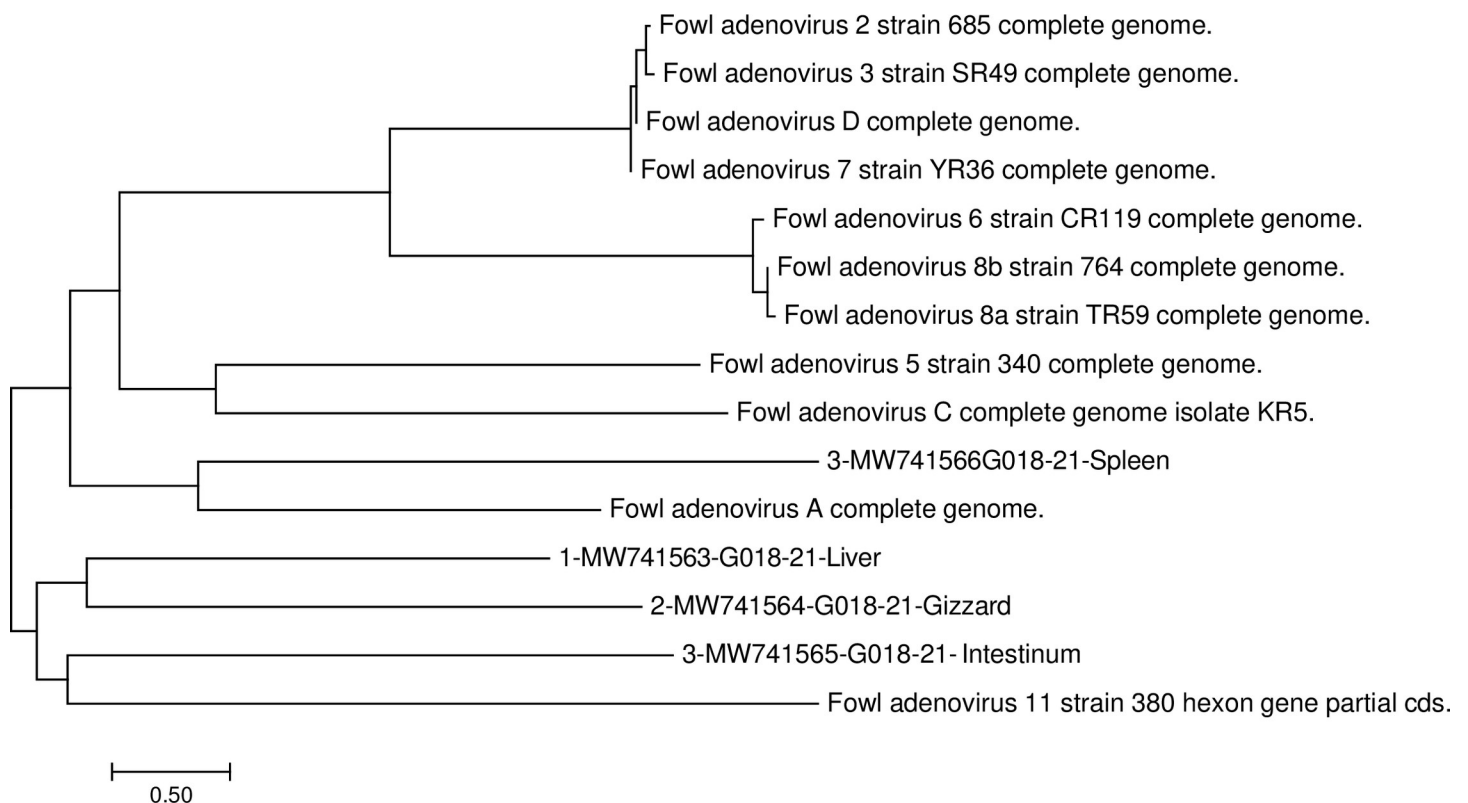 Fowl adenovirus 2 strain 685 complete genome.
Fowl adenovirus 3 strain SR49 complete genome.
Fowl adenovirus D complete genome.
Fowl adenovirus 7 strain YR36 complete genome.
Fowl adenovirus 6 strain CR119 complete genome.
Fowl adenovirus 8b strain 764 complete genome.
Fowl adenovirus 8a strain TR59 complete genome.
Fowl adenovirus 5 strain 340 complete genome.
Fowl adenovirus C complete genome isolate KR5.
3-MW741566G018-21-Spleen
Fowl adenovirus A complete genome.
1-MW741563-G018-21-Liver
2-MW741564-G018-21-Gizzard
3-MW741565-G018-21- Intestinum
Fowl adenovirus 11 strain 380 hexon gene partial cds.
0.50